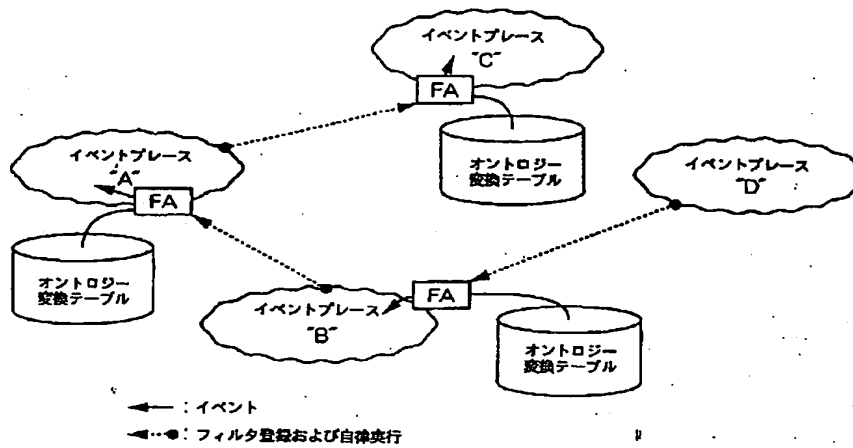 イベントプレース
"C"
FA
オントロジー
変換テーブル
イベントプレース
"A"
FA
オントロジー
変換テーブル
イベントプレース
"D"
イベントプレース
"B"
FA
オントロジー
変換テーブル
：イベント
：フィルタ登録および自律実行